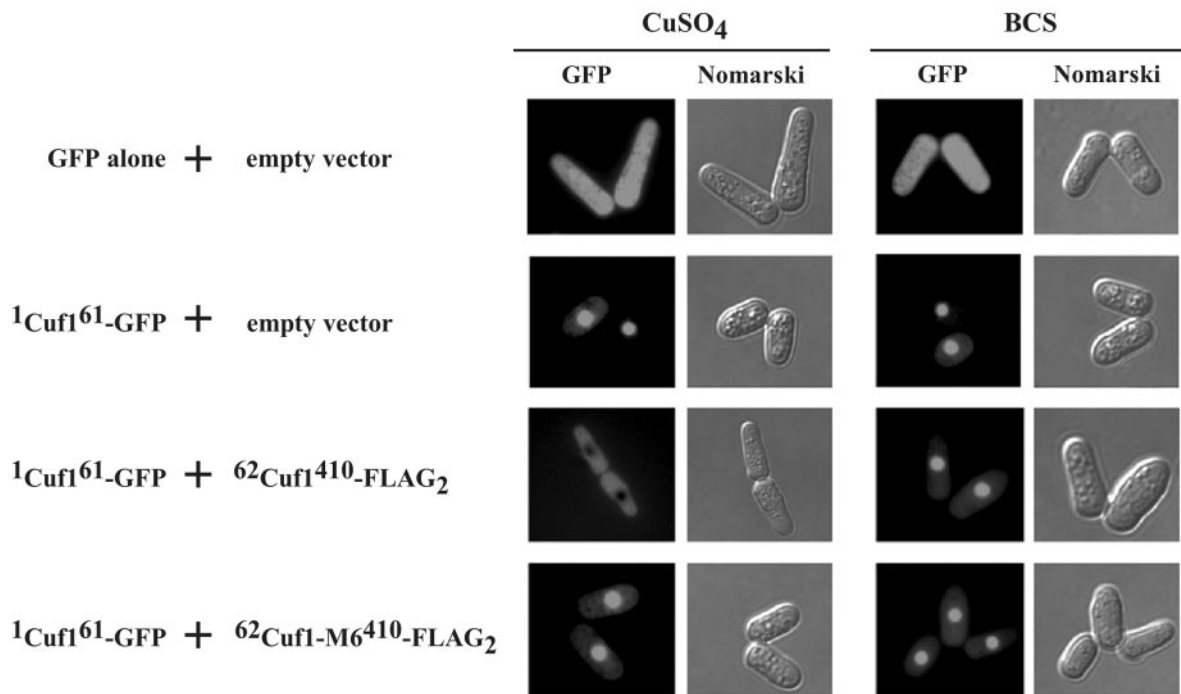 CuSO4 BCS
GFP Nomarski GFP Nomarski
GFP alone + empty vector
1Cuf161-GFP + empty vector
1Cuf161-GFP + 62Cuf1410-FLAG2
1Cuf161-GFP + 62Cuf1-M6410-FLAG2